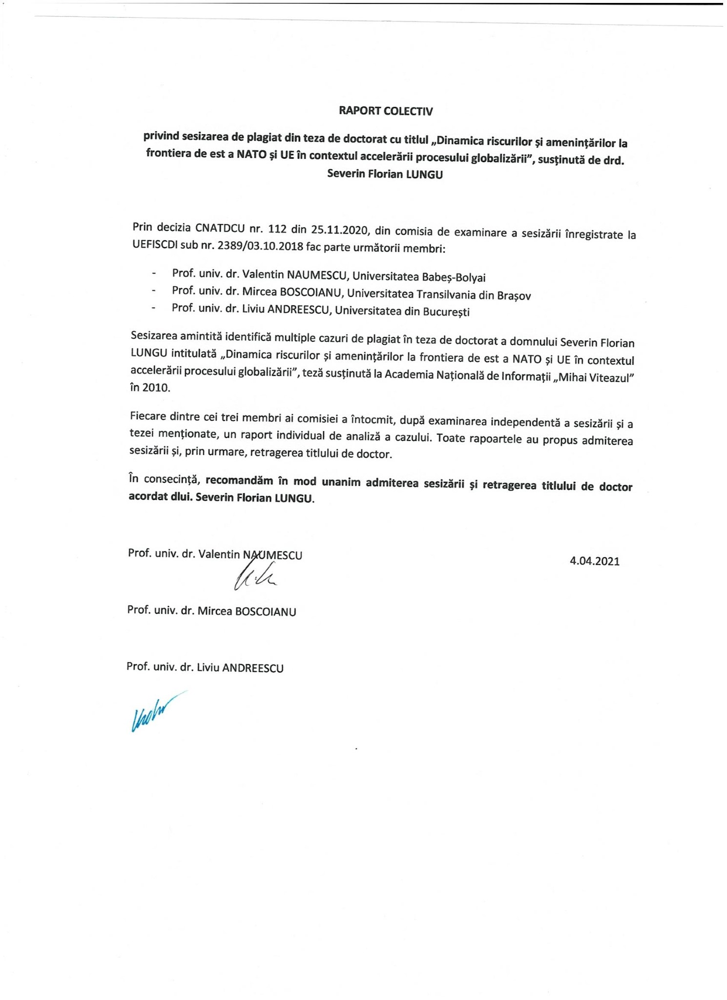 RAPORT COLECTIV
privind sesizarea de plagiat din teza de doctorat cu titlul „Dinamica riscurilor și amenințărilor la
frontiera de est a NATO și UE în contextul accelerării procesului globalizării”, susținută de drd.
Severin Florian LUNGU
Prin decizia CNATDCU nr. 112 din 25.11.2020, din comisia de examinare a sesizării înregistrate la
UEFISCDI sub nr. 2389/03.10.2018 fac parte următorii membri:
- Prof. univ. dr. Valentin NAUMESCU, Universitatea Babeș-Bolyai
- Prof. univ. dr. Mircea BOSCOIANU, Universitatea Transilvania din Brașov
- Prof. univ. dr. Liviu ANDREESCU, Universitatea din București
Sesizarea amintită identifică multiple cazuri de plagiat în teza de doctorat a domnului Severin Florian
LUNGU intitulată „Dinamica riscurilor și amenințărilor la frontiera de est a NATO și UE în contextul
accelerării procesului globalizării”, teză susținută la Academia Națională de Informații „Mihai Viteazul”
în 2010.
Fiecare dintre cei trei membri ai comisiei a întocmit, după examinarea independentă a sesizării și a
tezei menționate, un raport individual de analiză a cazului. Toate rapoartele au propus admiterea
sesizării și, prin urmare, retragerea titlului de doctor.
În consecință, recomandăm în mod unanim admiterea sesizării și retragerea titlului de doctor
acordat dlui. Severin Florian LUNGU.
Prof. univ. dr. Valentin NAUMESCU
4.04.2021
Prof. univ. dr. Mircea BOSCOIANU
Prof. univ. dr. Liviu ANDREESCU